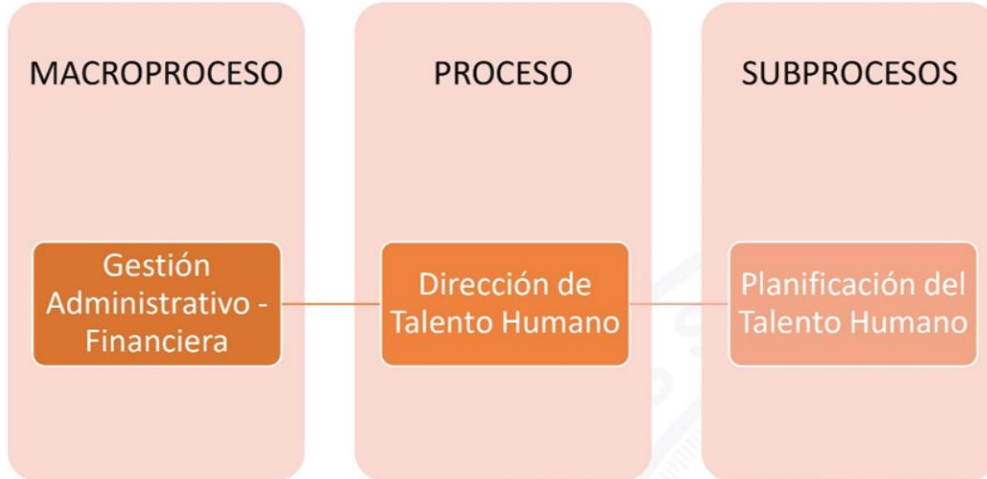 MACROPROCESO
Gestión
Administrativo -
Financiera
PROCESO
Dirección de
Talento Humano
SUBPROCESOS
Planificación del
Talento Humano